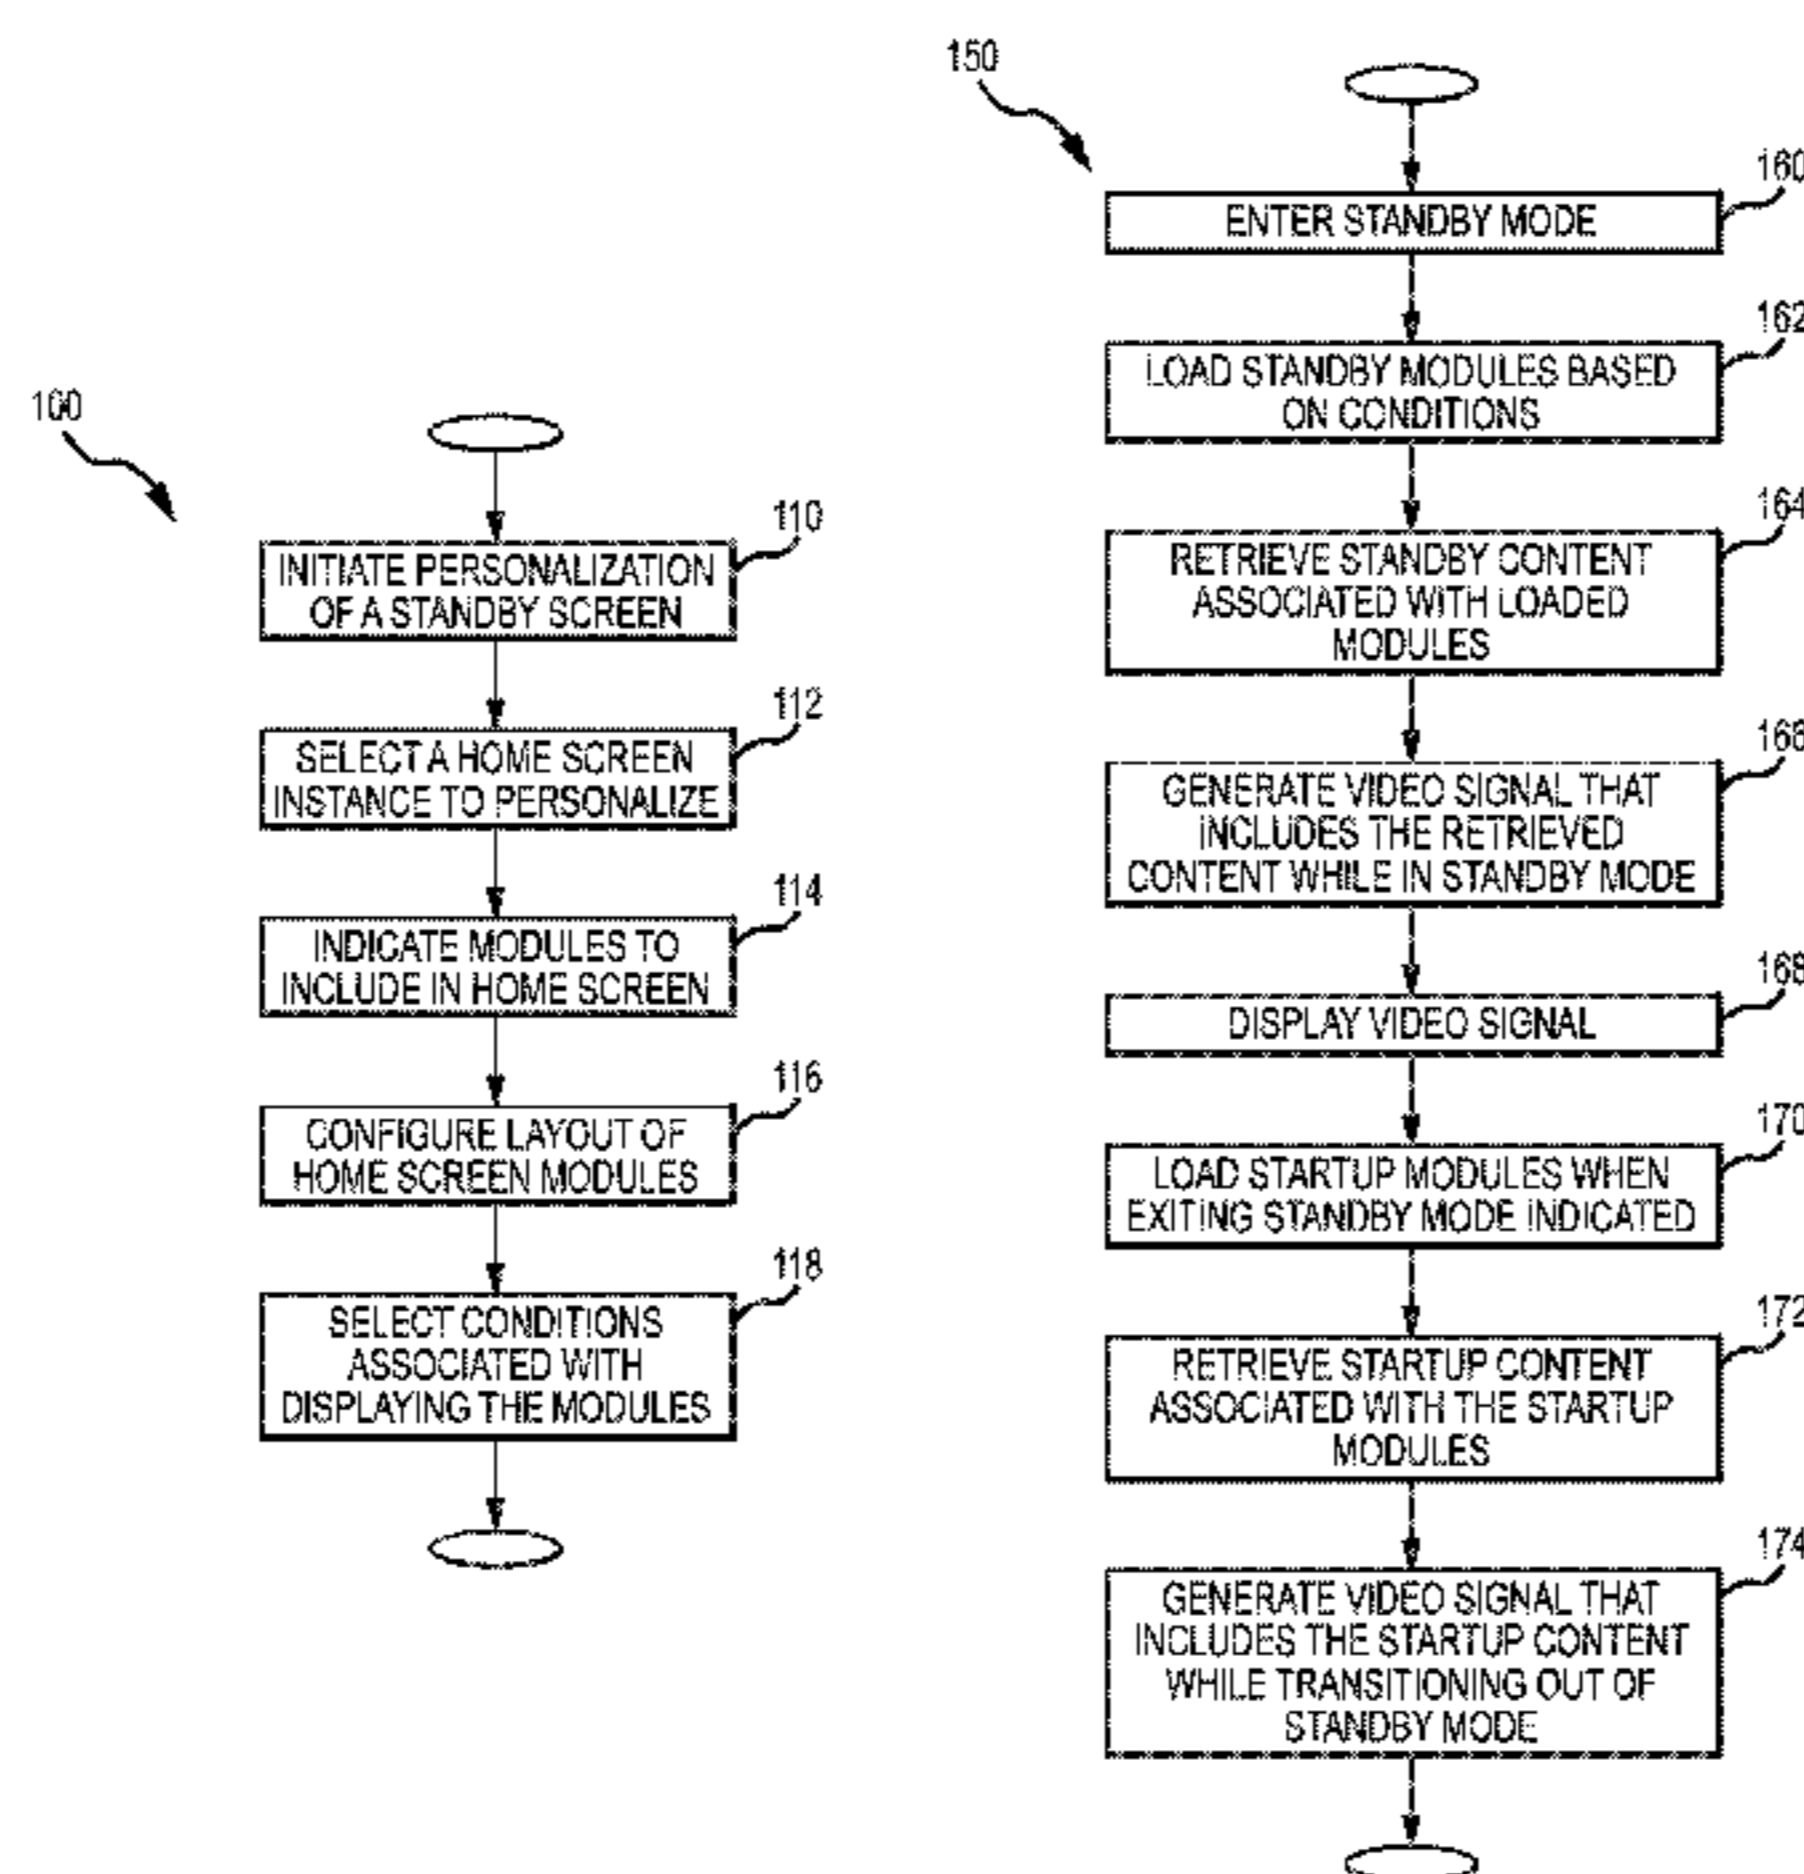 100
110
INITIATE PERSONALIZATION
OF A STANDBY SCREEN
112
SELECT A HOME SCREEN
INSTANCE TO PERSONALIZE
114
INDICATE MODULES TO
INCLUDE IN HOME SCREEN
116
CONFIGURE LAYOUT OF
HOME SCREEN MODULES
118
SELECT CONDITIONS
ASSOCIATED WITH
DISPLAYING THE MODULES
150
160
ENTER STANDBY MODE
162
LOAD STANDBY MODULES BASED
ON CONDITIONS
164
RETRIEVE STANDBY CONTENT
ASSOCIATED WITH LOADED
MODULES
166
GENERATE VIDEO SIGNAL THAT
INCLUDES THE RETRIEVED
CONTENT WHILE IN STANDBY MODE
168
DISPLAY VIDEO SIGNAL
170
LOAD STARTUP MODULES WHEN
EXITING STANDBY MODE INDICATED
172
RETRIEVE STARTUP CONTENT
ASSOCIATED WITH THE STARTUP
MODULES
174
GENERATE VIDEO SIGNAL THAT
INCLUDES THE STARTUP CONTENT
WHILE TRANSITIONING OUT OF
STANDBY MODE